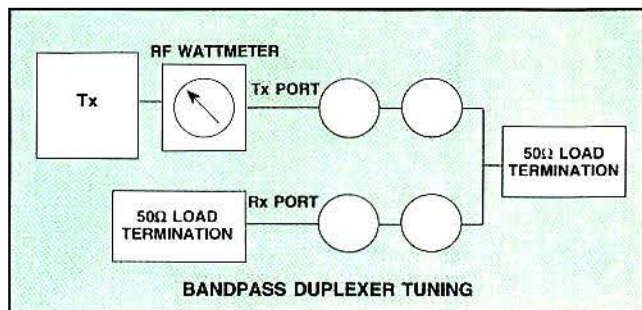 RF WATTMETER
Tx
Tx PORT
50Ω LOAD
TERMINATION
Rx PORT
50Ω LOAD
TERMINATION
BANDPASS DUPLEXER TUNING